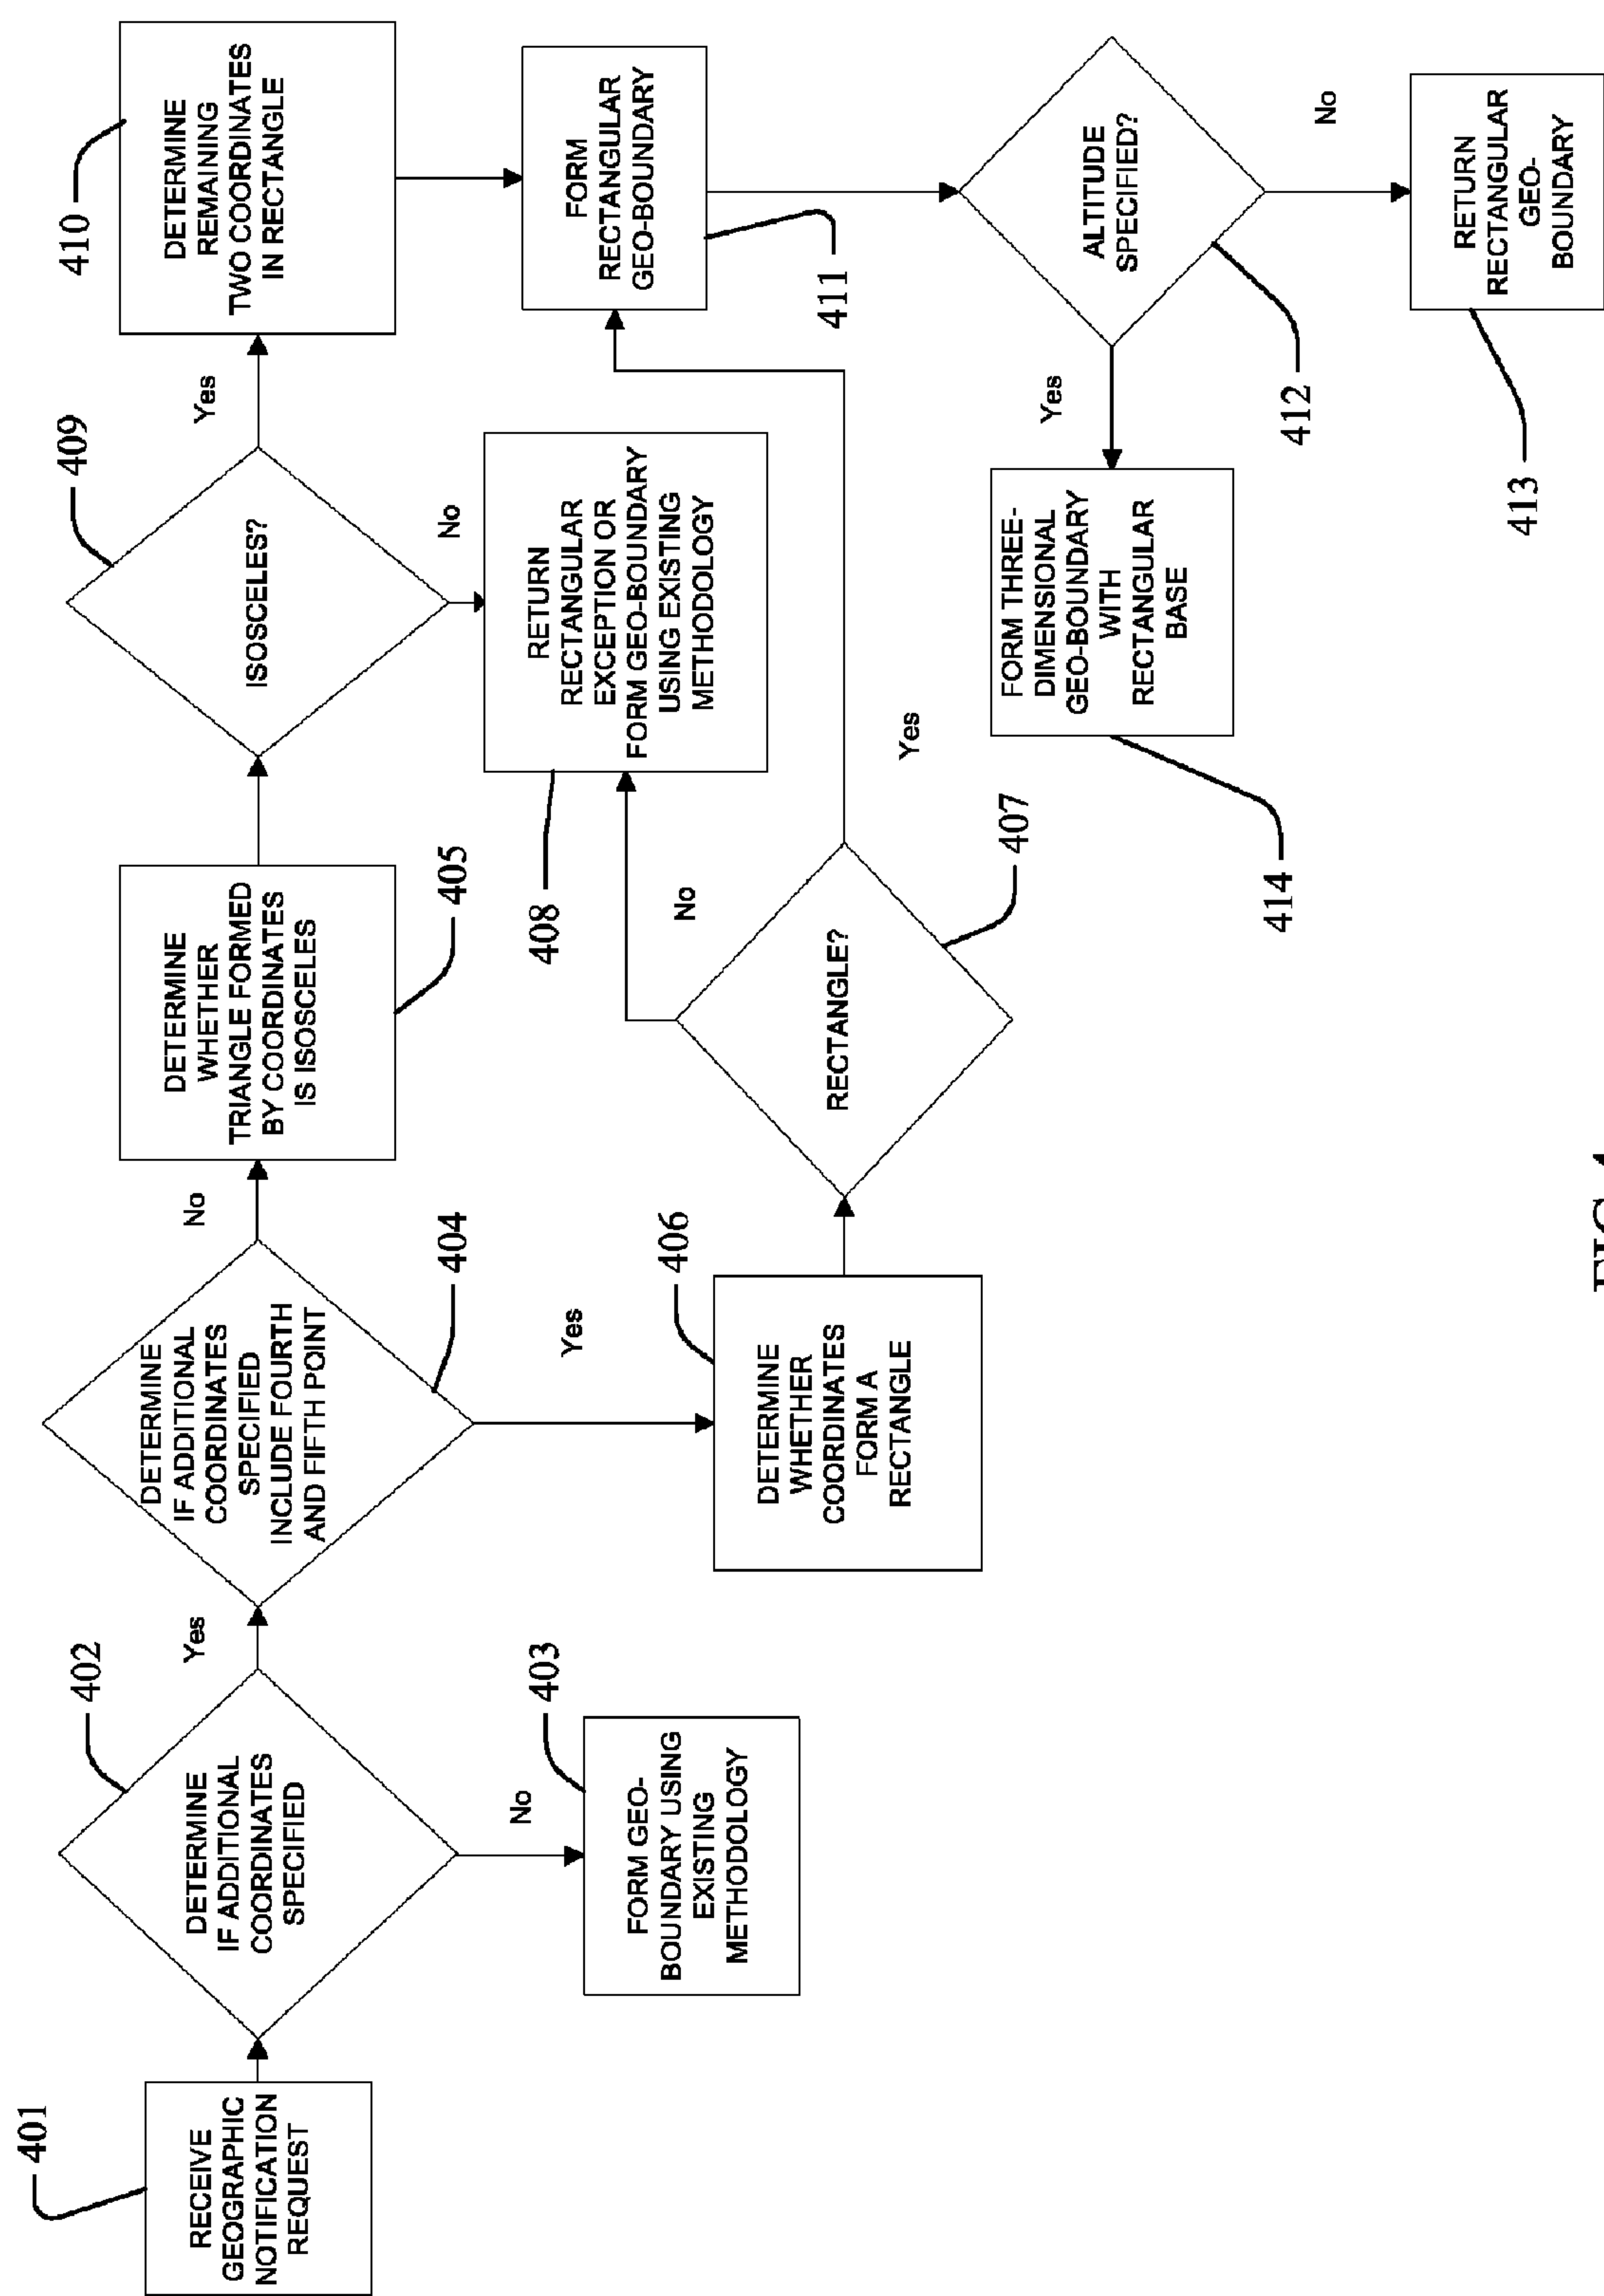 401
RECEIVE
GEOGRAPHIC
NOTIFICATION
REQUEST
402
DETERMINE
IF ADDITIONAL
COORDINATES
SPECIFIED
Yes
No
403
FORM GEO-
BOUNDARY USING
EXISTING
METHODOLOGY
DETERMINE
IF ADDITIONAL
COORDINATES
SPECIFIED
INCLUDE FOURTH
AND FIFTH POINT
404
No
Yes
DETERMINE
WHETHER
TRIANGLE FORMED
BY COORDINATES
IS ISOSCELES
405
406
DETERMINE
WHETHER
COORDINATES
FORM A
RECTANGLE
RECTANGLE?
407
No
Yes
409
ISOSCELES?
Yes
No
408
RETURN
RECTANGULAR
EXCEPTION OR
FORM GEO-BOUNDARY
USING EXISTING
METHODOLOGY
410
DETERMINE
REMAINING
TWO COORDINATES
IN RECTANGLE
FORM
RECTANGULAR
GEO-BOUNDARY
411
ALTITUDE
SPECIFIED?
412
Yes
No
FORM THREE-
DIMENSIONAL
GEO-BOUNDARY
WITH
RECTANGULAR
BASE
414
RETURN
RECTANGULAR
GEO-
BOUNDARY
413